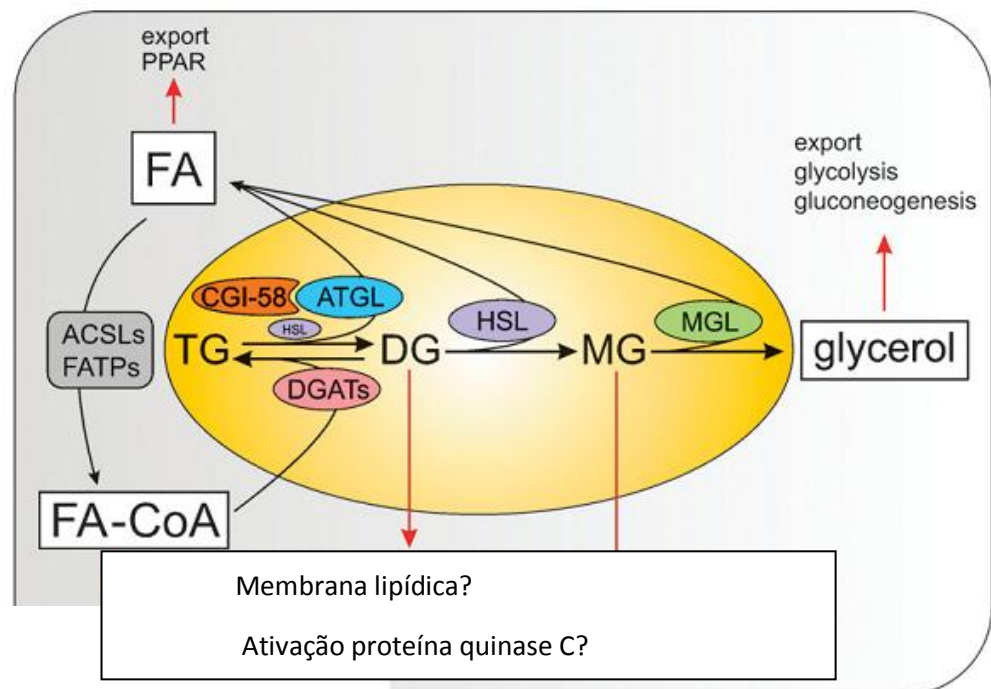 export
PPAR
FA
export
glycolysis
gluconeogenesis
CGI-58
ATGL
HSL
HSL
MGL
TG
DG
MG
glycerol
ACSLs
FATPs
DGATs
FA-CoA
Membrana lipídica?
Ativação proteína quinase C?